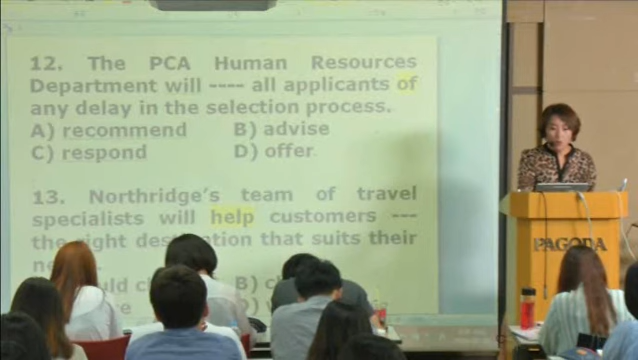 12. The PCA Human Resources
Department will ---- all applicants of
any delay in the selection process.
A) recommend B) advise
C) respond D) offer
13. Northridge's team of travel
specialists will help customers ---
the right that suits their
B)
PAGODA